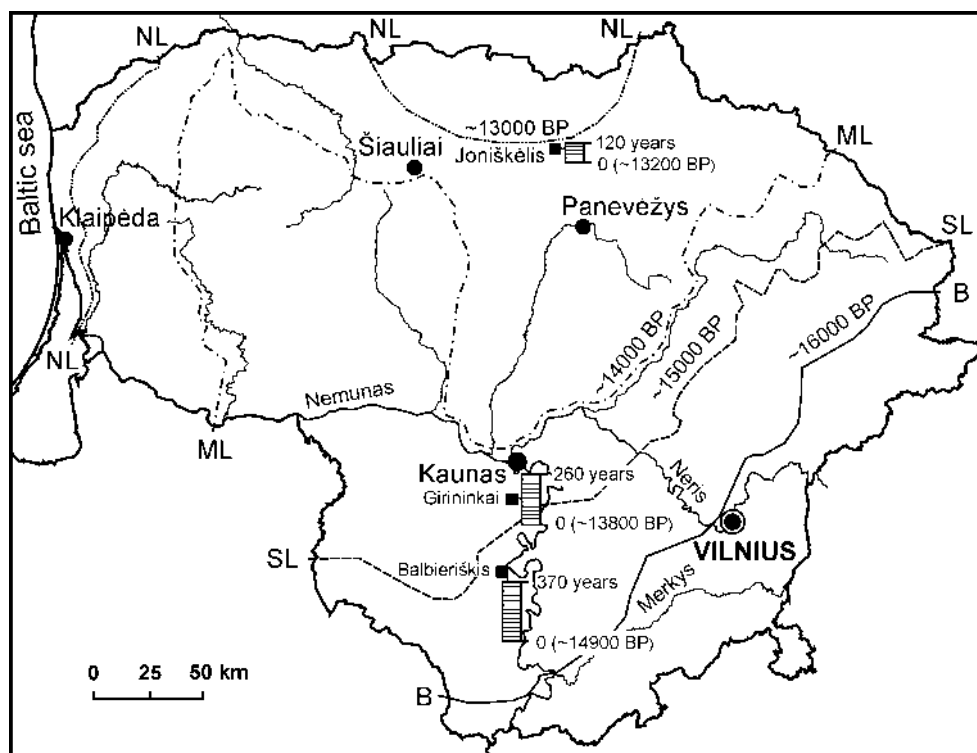 NL
NL
NL
~13000 BP
120 years
Joniškėlis
0 (~13200 BP)
ML
Šiauliai
Baltic sea
Klaipėda
Panevėžys
SL
B
~14000 BP
~15000 BP
~16000 BP
NL
Nemunas
ML
Kaunas
260 years
Girininkai
0 (~13800 BP)
Neris
VILNIUS
SL
Balbieriškis
370 years
Merkys
0 (~14900 BP)
0 25 50 km
B